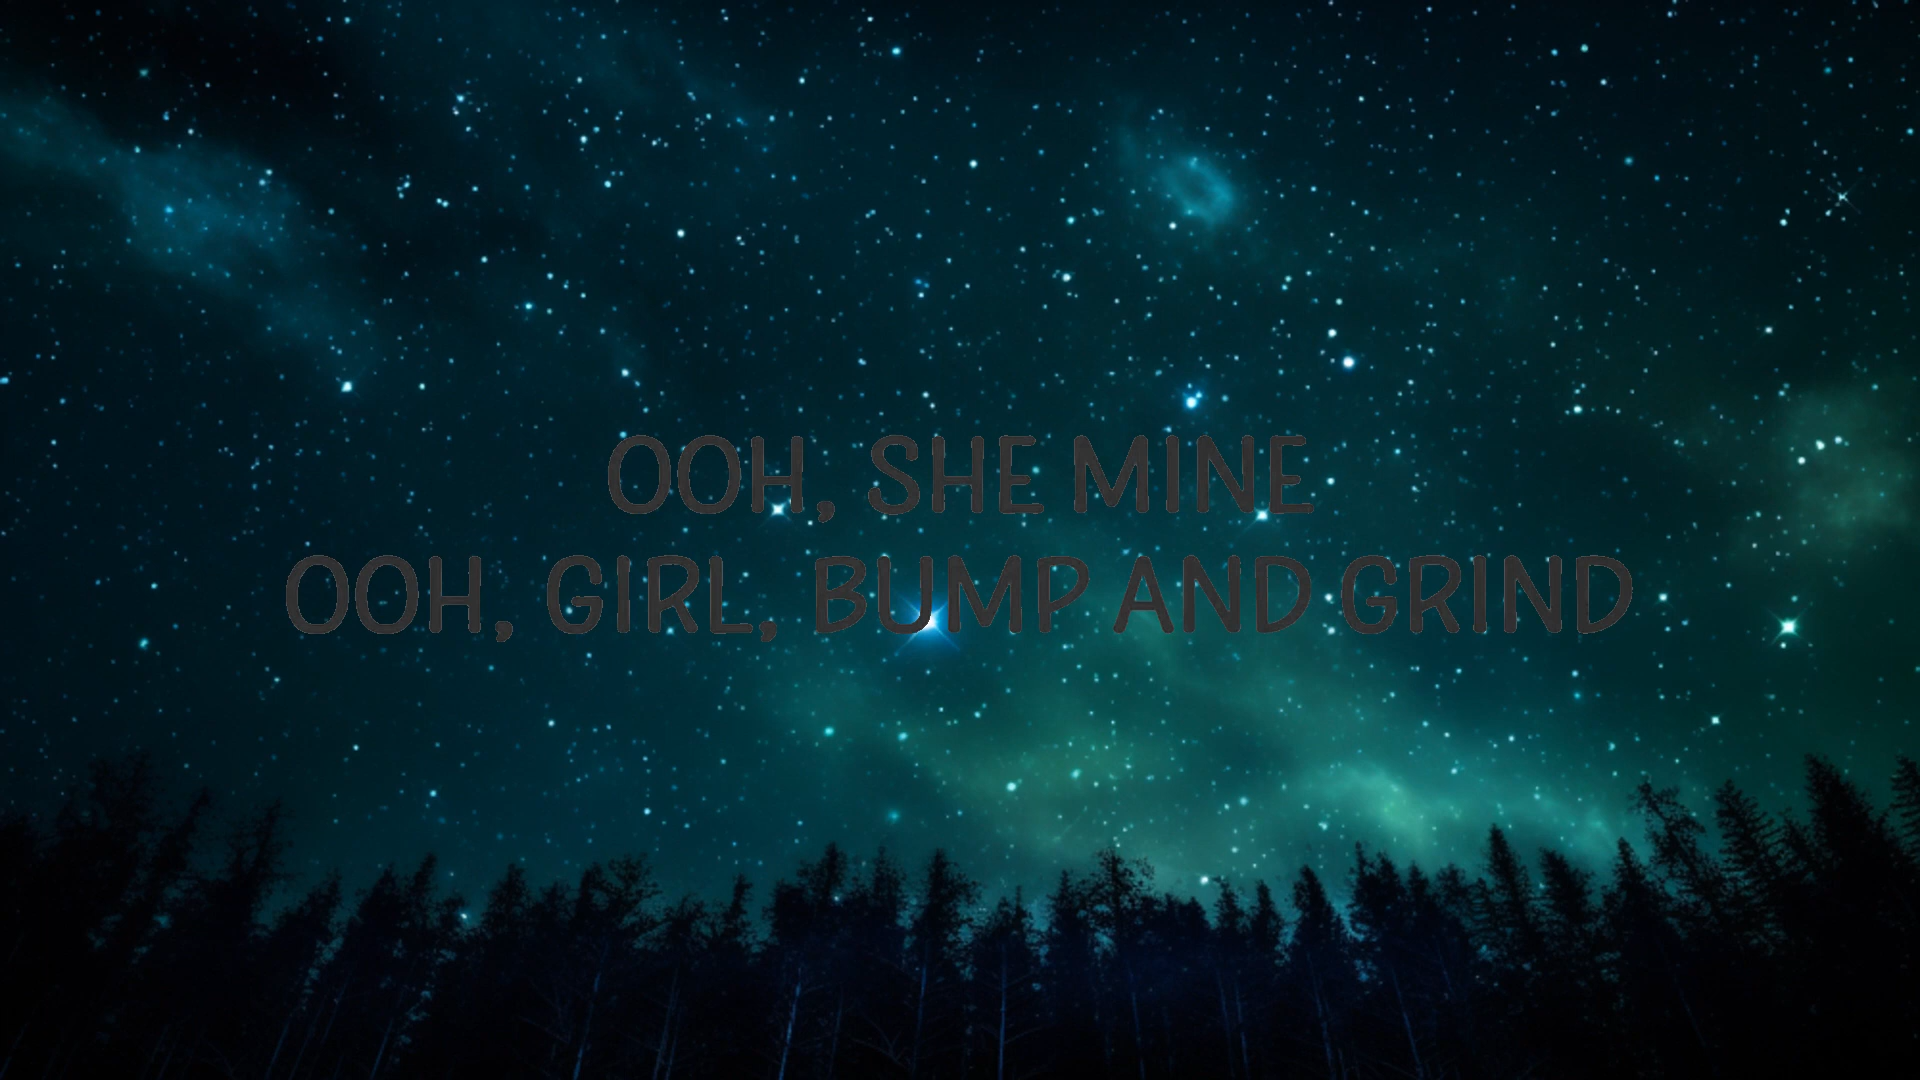 OOH, SHE MINE
OOH, GIRL, BUMP AND GRIND